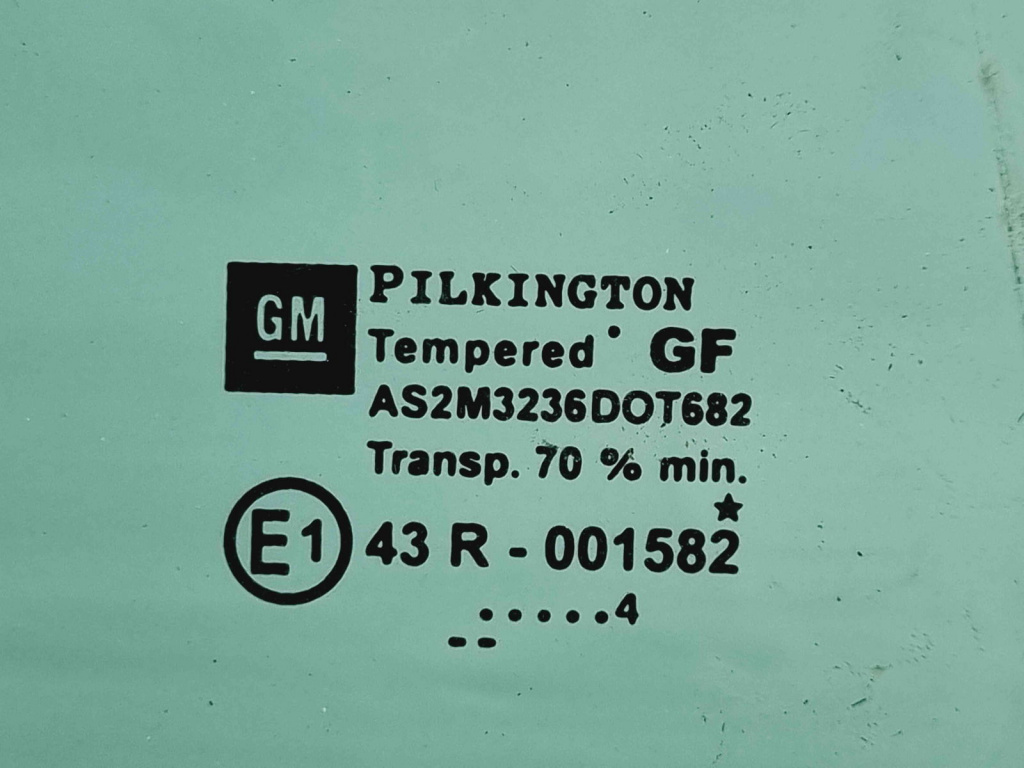 GM
PILKINGTON
Tempered • GF
AS2M3236DOT682
Transp. 70 % min.
★
E1 43 R - 001582
•••••4
--